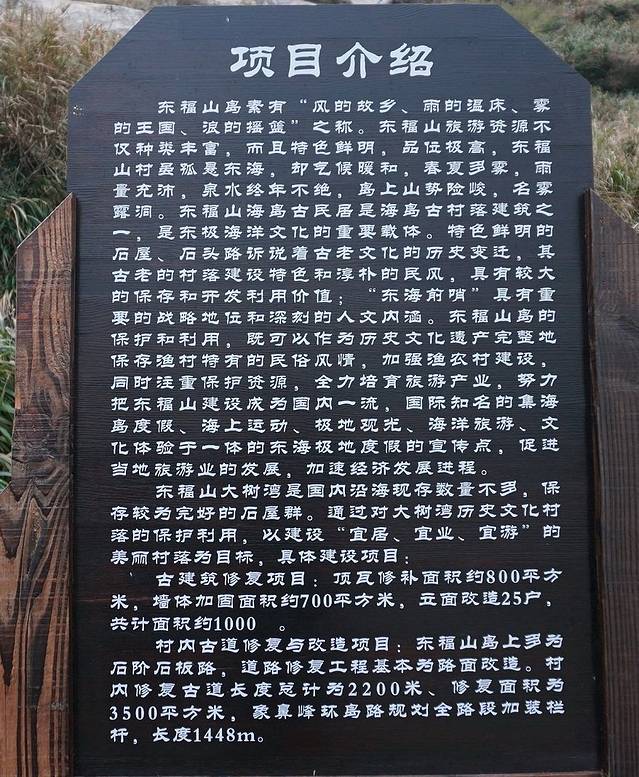 项目介绍
东福山岛素有“风的故乡、雨的温床、雾
的王国、浪的摇篮”之称。东福山旅游资源不
仅种类丰富，而且特色鲜明，品位极高，东福
山村虽孤悬东海，却气候暖和，春夏多雾，雨
量充沛，泉水终年不绝，岛上山势险峻，名雾
露洞。东福山海岛古民居是海岛古村落建筑之
一，是东极海洋文化的重要载体。特色鲜明的
石屋、石头路诉说着古老文化的历史变迁，其
古老的村落建设特色和淳朴的民风，具有较大
的保存和开发利用价值；“东海前哨”具有重
要的战略地位和深刻的人文内涵。东福山岛的
保护和利用，既可以作为历史文化遗产完整地
保存渔村特有的民俗风情，加强渔农村建设，
同时注重保护资源，全力培育旅游产业，努力
把东福山建设成为国内一流，国际知名的集海
岛度假、海上运动、极地观光、海洋旅游、文
化体验于一体的东海极地度假的宣传点，促进
当地旅游业的发展，加速经济发展进程。
东福山大树湾是国内沿海现存数量不多，保
存较为完好的石屋群。通过对大树湾历史文化村
落的保护利用，以建设“宜居、宜业、宜游”的
美丽村落为目标，具体建设项目：
古建筑修复项目：顶瓦修补面积约800平方
米，墙体加固面积约700平方米，立面改造25户，
共计面积约1000 。
村内古道修复与改造项目：东福山岛上多为
石阶石板路，道路修复工程基本为路面改造。村
内修复古道长度总计为2200米、修复面积为
3500平方米，象鼻峰环岛路规划全路段加装栏
杆，长度1448m。